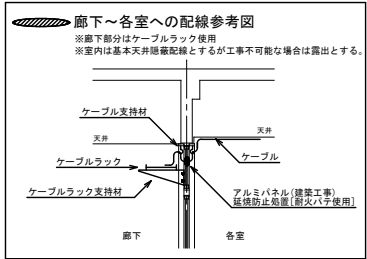 廊下～各室への配線参考図
※廊下部分はケーブルラック使用
※室内は基本天井隠蔽配線とするが工事不可能な場合は露出とする。
ケーブル支持材
天井
天井
ケーブルラック
ケーブル
ケーブルラック支持材
アルミパネル(建築工事)
延焼防止処置[耐火パテ使用]
廊下
各室